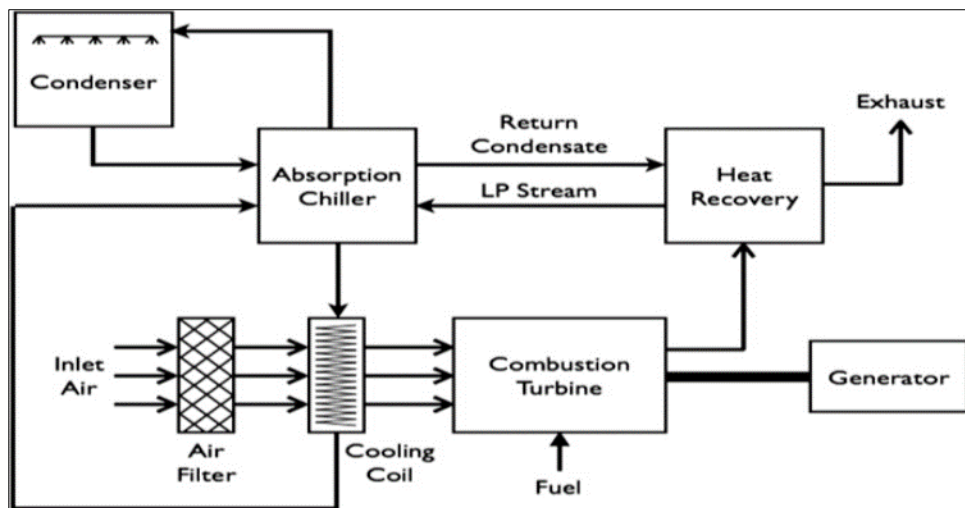 Condenser
Exhaust
Return
Condensate
Absorption
Chiller
LP Stream
Heat
Recovery
Inlet
Air
Combustion
Turbine
Generator
Air
Filter
Cooling
Coil
Fuel